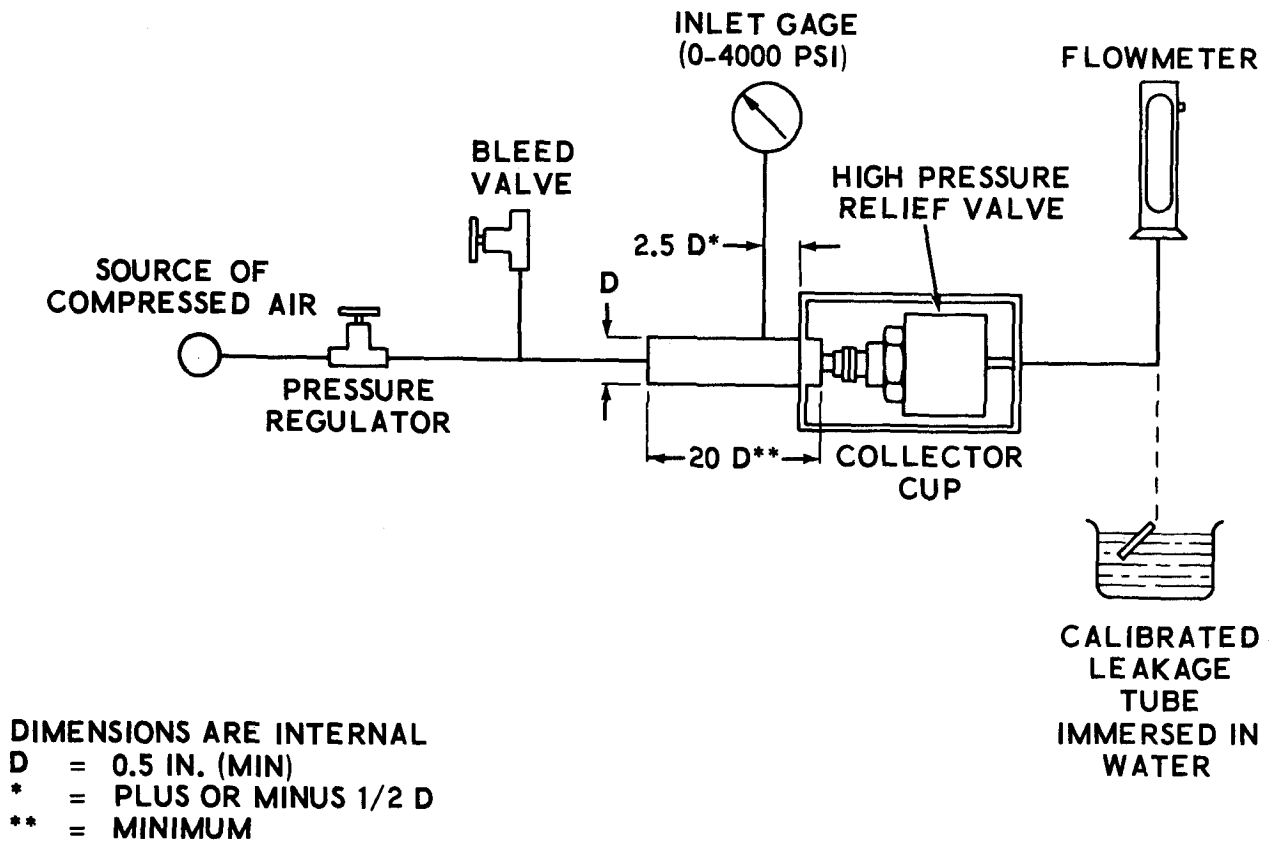 INLET GAGE
(0-4000 PSI)
FLOWMETER
BLEED
VALVE
HIGH PRESSURE
RELIEF VALVE
2.5 D*
SOURCE OF
COMPRESSED AIR
D
PRESSURE
REGULATOR
20 D**
COLLECTOR
CUP
CALIBRATED
LEAKAGE
TUBE
IMMERSED IN
WATER
DIMENSIONS ARE INTERNAL
D = 0.5 IN. (MIN)
* = PLUS OR MINUS 1/2 D
** = MINIMUM